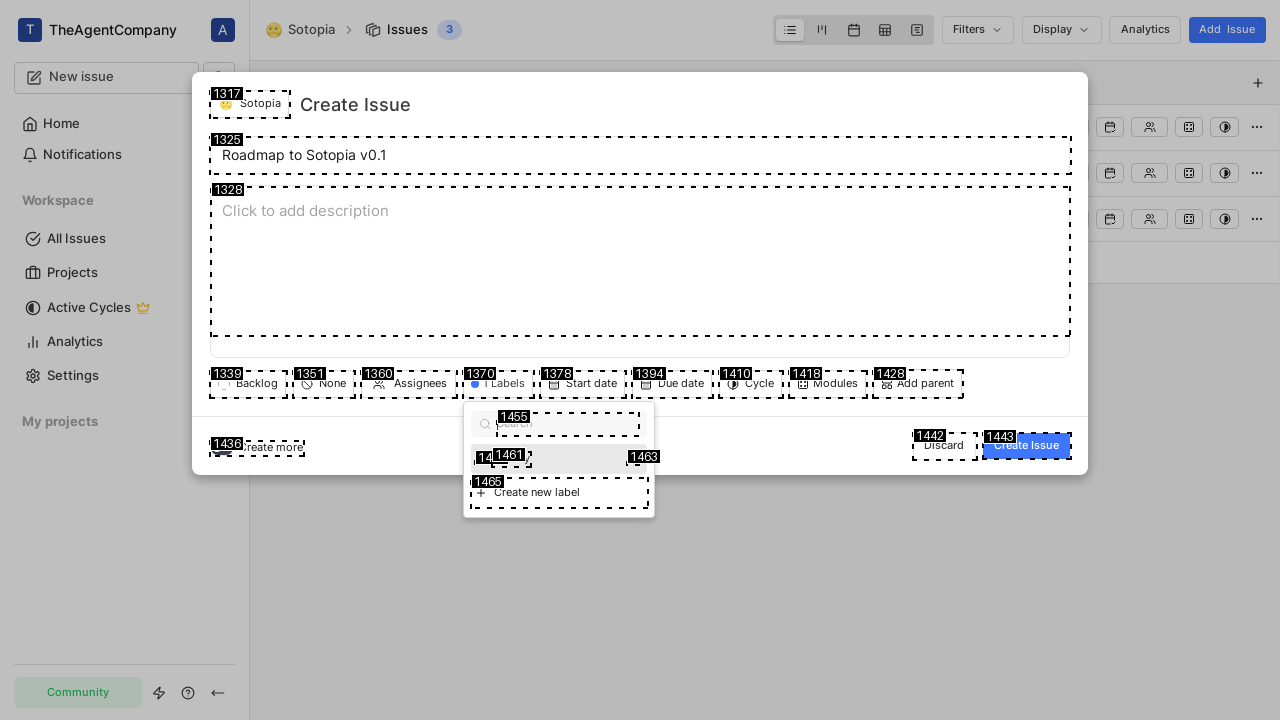 T TheAgentCompany A
Sotopia Issues 3
Filters Display Analytics Add Issue
New issue
Home
Notifications
Workspace
All Issues
Projects
Active Cycles
Analytics
Settings
My projects
Community
1317
Sotopia Create Issue
1325
Roadmap to Sotopia v0.1
1328
Click to add description
1339 1351 1360 1370 1378 1394 1410 1418 1428
Backlog None Assignees 1 Labels Start date Due date Cycle Modules Add parent
1455
1436 1442 1443
Create more Discard Create Issue
1461 1463
1465
Create new label